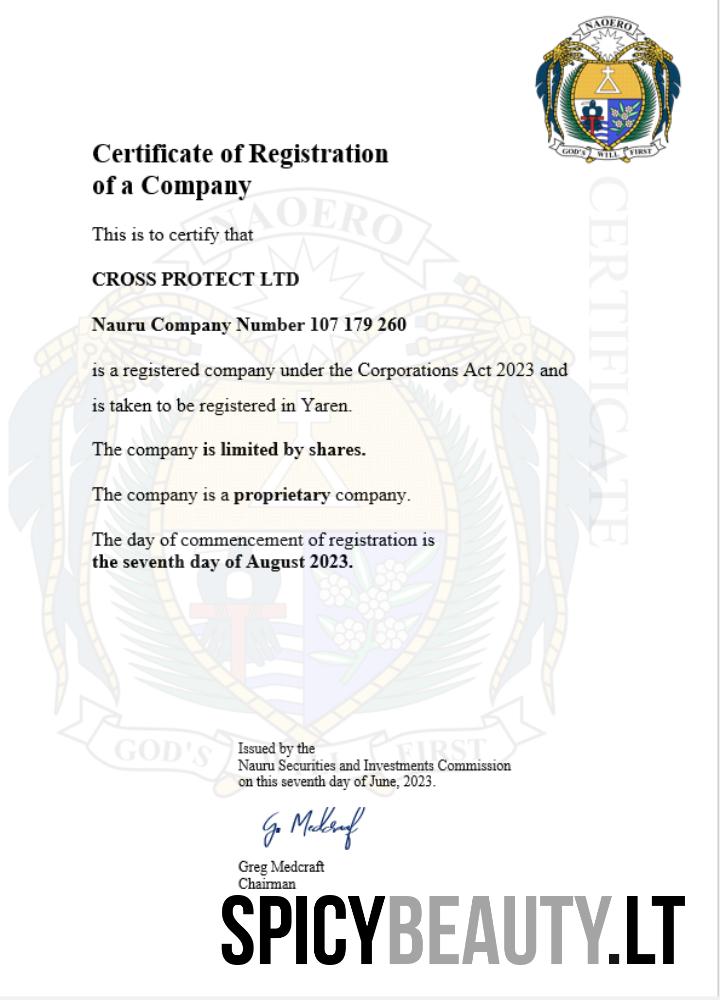 NAOERO
GOD'S WILL FIRST
Certificate of Registration
of a Company
CERTIFICATE
NAOERO
This is to certify that
CROSS PROTECT LTD
Nauru Company Number 107 179 260
is a registered company under the Corporations Act 2023 and
is taken to be registered in Yaren.
The company is limited by shares.
The company is a proprietary company.
The day of commencement of registration is
the seventh day of August 2023.
GOD'S WILL FIRST
Issued by the
Nauru Securities and Investments Commission
on this seventh day of June, 2023.
G. Medcraft
Greg Medcraft
Chairman
SPICYBEAUTY.LT